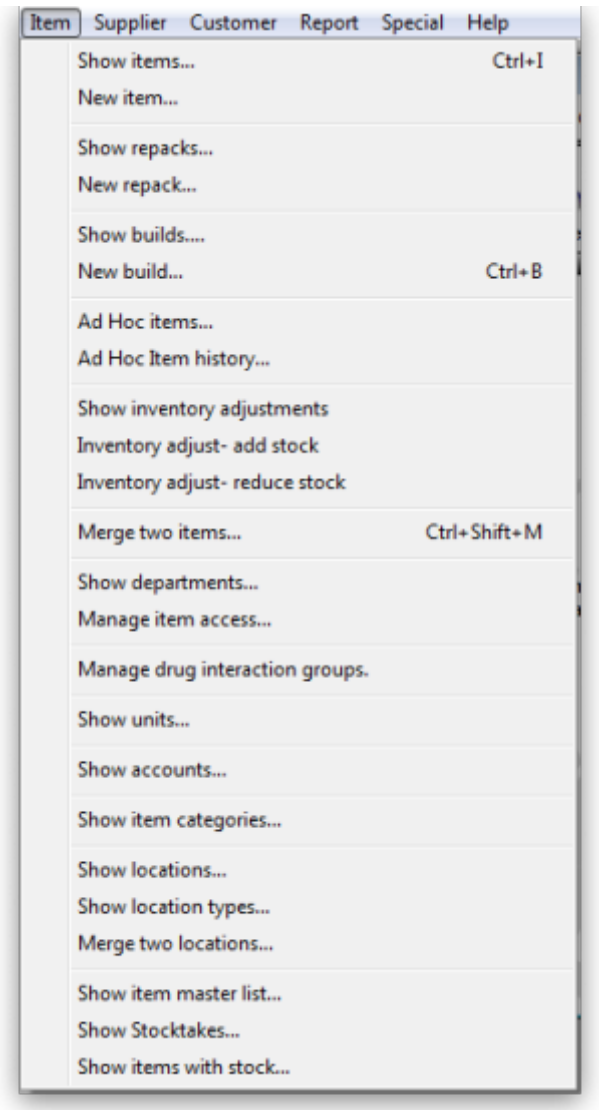 Item Supplier Customer Report Special Help
Show items... Ctrl+I
New item...
Show repacks...
New repack...
Show builds....
New build... Ctrl+B
Ad Hoc items...
Ad Hoc Item history...
Show inventory adjustments
Inventory adjust- add stock
Inventory adjust- reduce stock
Merge two items... Ctrl+Shift+M
Show departments...
Manage item access...
Manage drug interaction groups.
Show units...
Show accounts...
Show item categories...
Show locations...
Show location types...
Merge two locations...
Show item master list...
Show Stocktakes...
Show items with stock...